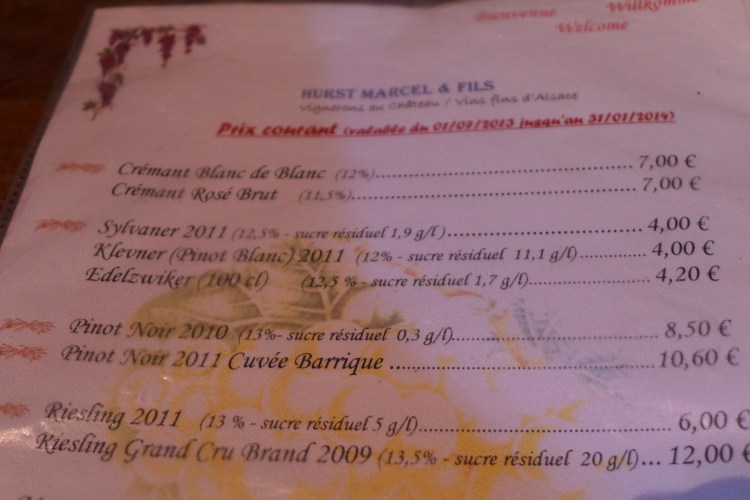 Bienvenue Willkomme
Welcome
HURST MARCEL & FILS
Vignerons au Château / Vins fins d'Alsace
Prix courant (valable du 01/07/2013 jusqu'au 31/01/2014)
Crémant Blanc de Blanc (12%)........................................ 7,00 €
Crémant Rosé Brut (11,5%)............................................. 7,00 €
Sylvaner 2011 (12,5% - sucre résiduel 1,9 g/l)........................... 4,00 €
Klevner (Pinot Blanc) 2011 (12% - sucre résiduel 11,1 g/l)........... 4,00 €
Edelzwiker (100 cl) (12,5 % - sucre résiduel 1,7 g/l)................. 4,20 €
Pinot Noir 2010 (13%- sucre résiduel 0,3 g/l)............................. 8,50 €
Pinot Noir 2011 Cuvée Barrique ..................................... 10,60 €
Riesling 2011 (13 % - sucre résiduel 5 g/l)................................ 6,00 €
Riesling Grand Cru Brand 2009 (13,5% - sucre résiduel 20 g/l)... 12,00 €